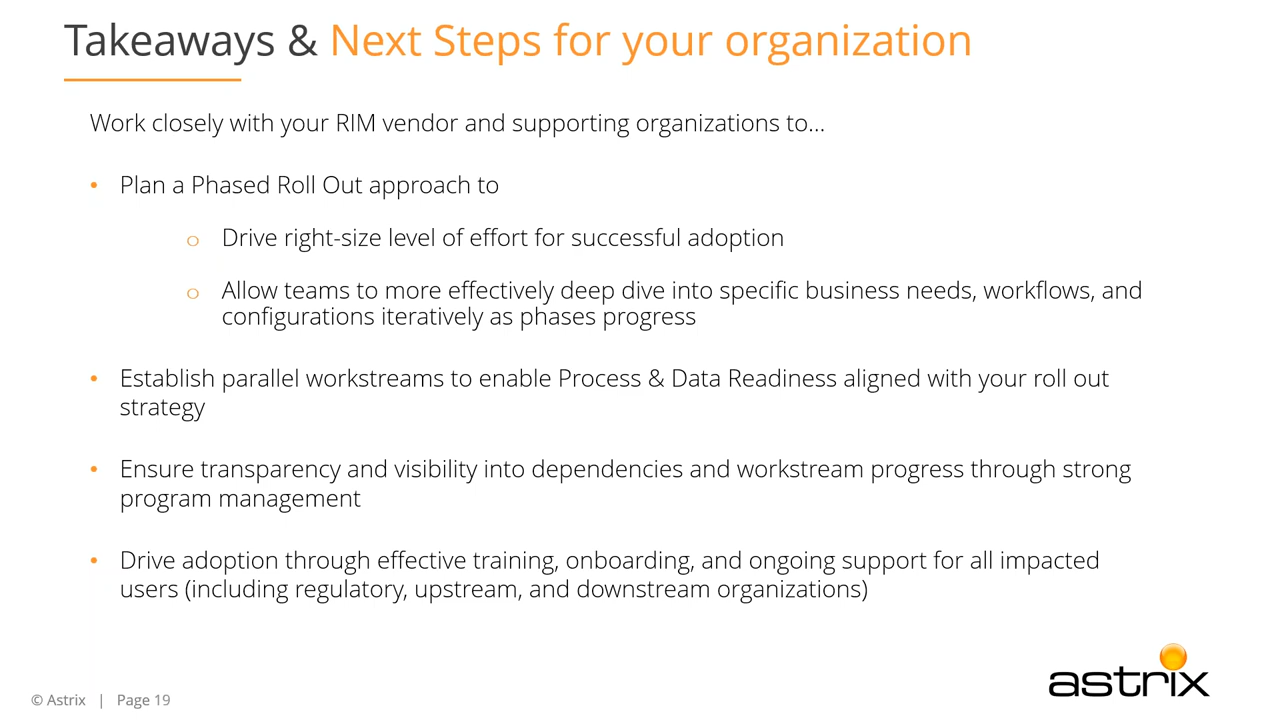 Takeaways & Next Steps for your organization
Work closely with your RIM vendor and supporting organizations to...
• Plan a Phased Roll Out approach to
o Drive right-size level of effort for successful adoption
o Allow teams to more effectively deep dive into specific business needs, workflows, and
configurations iteratively as phases progress
• Establish parallel workstreams to enable Process & Data Readiness aligned with your roll out
strategy
• Ensure transparency and visibility into dependencies and workstream progress through strong
program management
• Drive adoption through effective training, onboarding, and ongoing support for all impacted
users (including regulatory, upstream, and downstream organizations)
© Astrix | Page 19
astrix